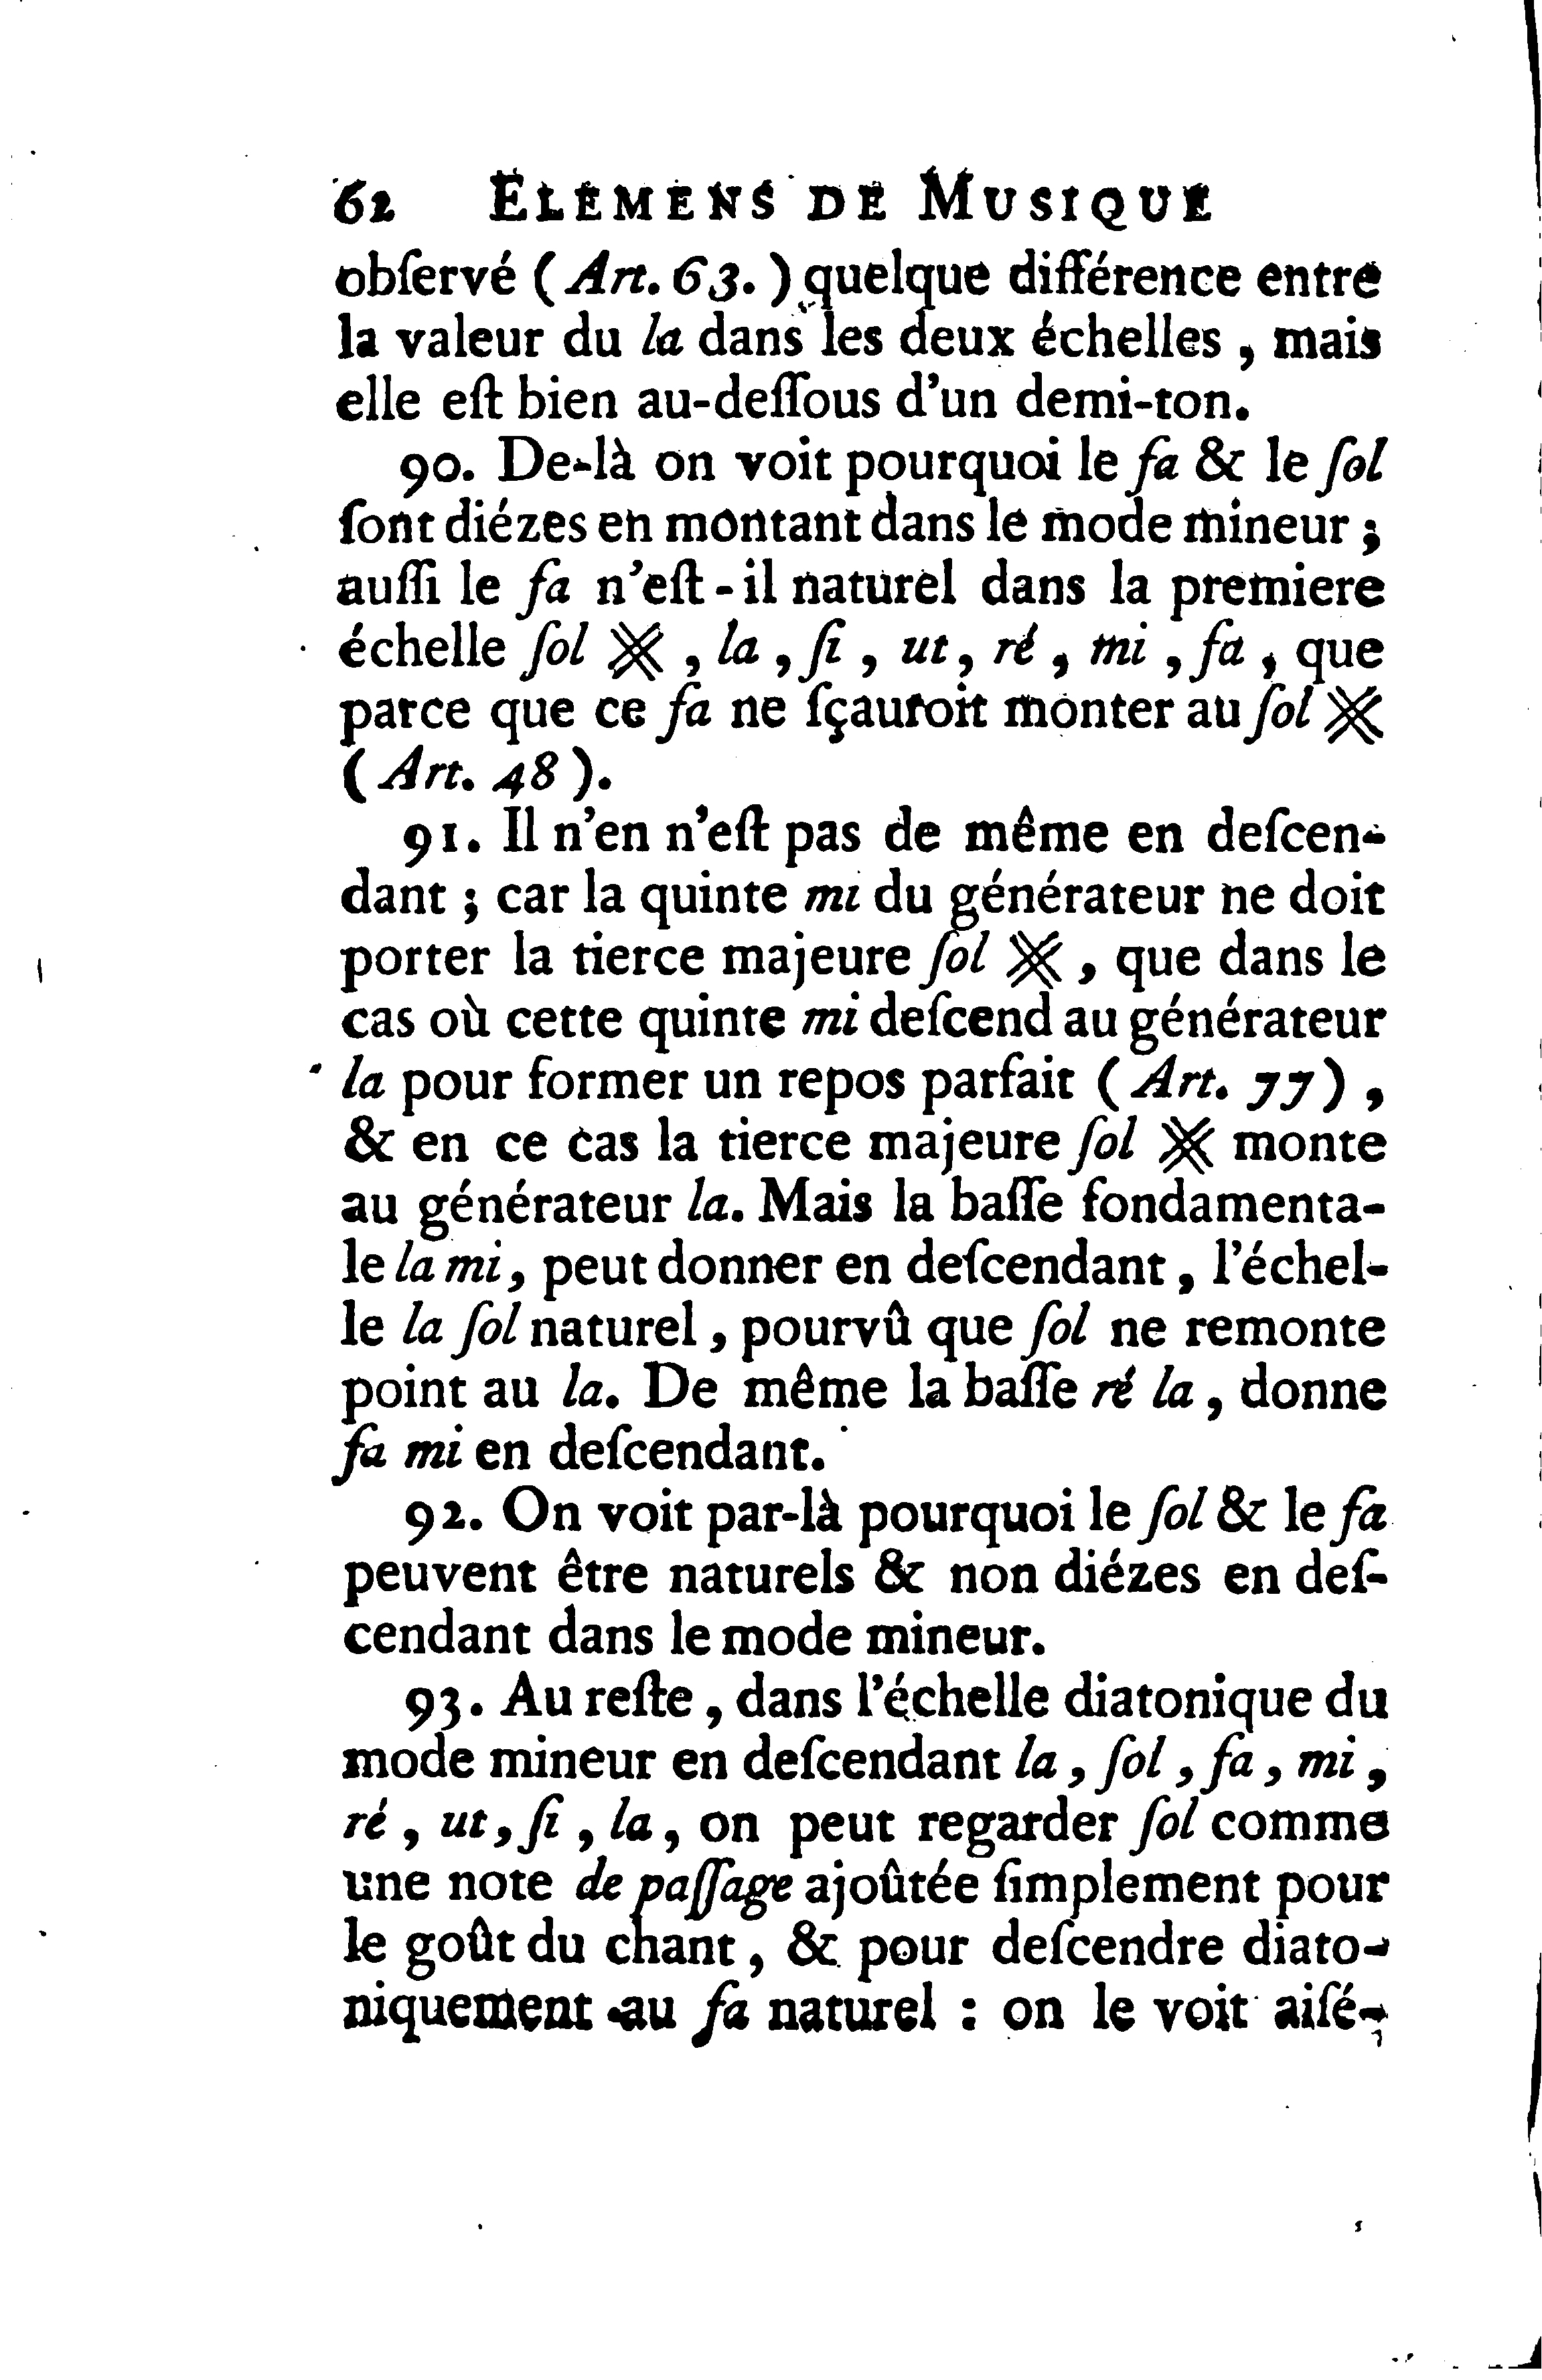 62 ELEMENS DE MUSIQUE
obſervé ( Art. 63. ) quelque différence entre
la valeur du la dans les deux échelles , mais
elle eſt bien au-deſſous d'un demi-ton.
90. De-là on voit pourquoi le fa & le ſol
ſont diézes en montant dans le mode mineur ;
auſſi le fa n'eſt - il naturel dans la premiere
échelle ſol ※ , la , ſi , ut , ré , mi , fa , que
parce que ce fa ne ſçauroit monter au ſol ※
( Art. 48 ).
91. Il n'en n'eſt pas de même en deſcen-
dant ; car la quinte mi du générateur ne doit
porter la tierce majeure ſol ※ , que dans le
cas où cette quinte mi deſcend au générateur
la pour former un repos parfait ( Art. 77 ) ,
& en ce cas la tierce majeure ſol ※ monte
au générateur la. Mais la baſſe fondamenta-
le la mi , peut donner en deſcendant , l'échel-
le la ſol naturel , pourvû que ſol ne remonte
point au la. De même la baſſe ré la , donne
fa mi en deſcendant.
92. On voit par-là pourquoi le ſol & le fa
peuvent être naturels & non diézes en deſ-
cendant dans le mode mineur.
93. Au reſte , dans l'échelle diatonique du
mode mineur en deſcendant la , ſol , fa , mi ,
ré , ut , ſi , la , on peut regarder ſol comme
une note de paſſage ajoûtée ſimplement pour
le goût du chant , & pour deſcendre diato-
niquement au fa naturel : on le voit aiſé-